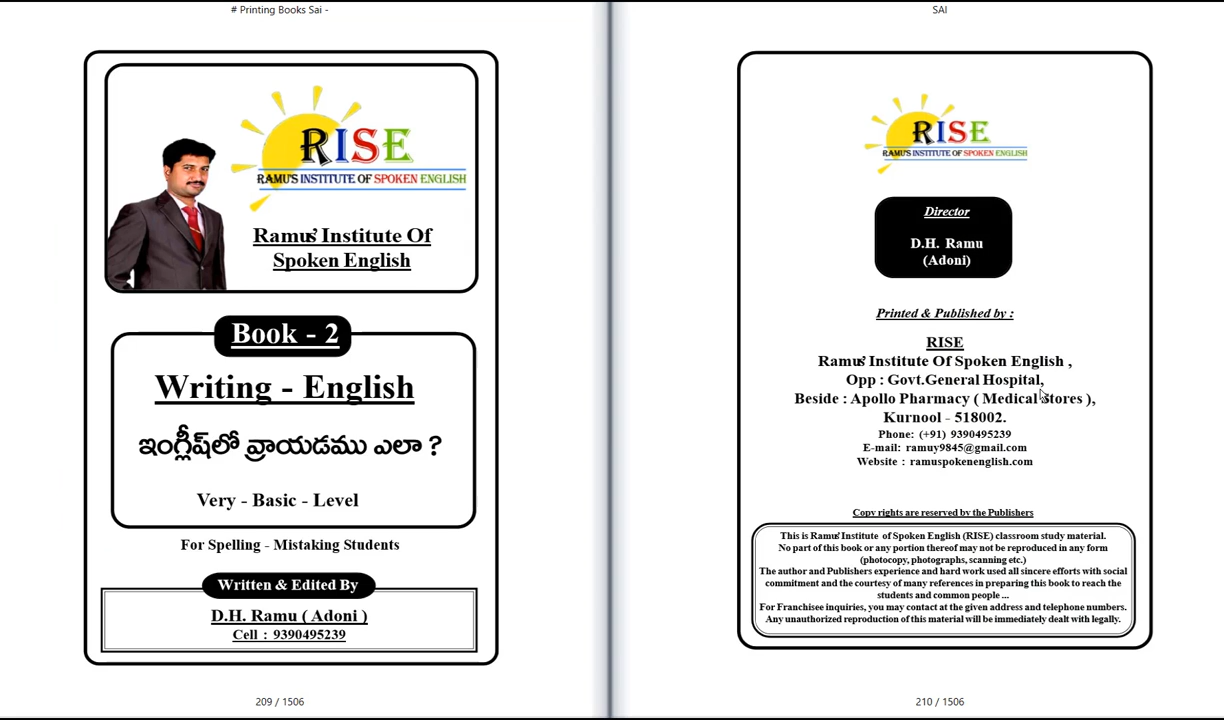 # Printing Books Sai -
RISE
RAMU'S INSTITUTE OF SPOKEN ENGLISH
Ramu's Institute Of
Spoken English
Book - 2
Writing - English
ఇంగ్లీష్‌లో వ్రాయడము ఎలా ?
Very - Basic - Level
For Spelling - Mistaking Students
Written & Edited By
D.H. Ramu ( Adoni )
Cell : 9390495239
209 / 1506
SAI
RISE
RAMU'S INSTITUTE OF SPOKEN ENGLISH
Director
D.H. Ramu
(Adoni)
Printed & Published by :
RISE
Ramu's Institute Of Spoken English ,
Opp : Govt.General Hospital,
Beside : Apollo Pharmacy ( Medical Stores ),
Kurnool - 518002.
Phone: (+91) 9390495239
E-mail: ramuy9845@gmail.com
Website : ramuspokenenglish.com
Copy rights are reserved by the Publishers
This is Ramu's Institute of Spoken English (RISE) classroom study material.
No part of this book or any portion thereof may not be reproduced in any form
(photocopy, photographs, scanning etc.)
The author and Publishers experience and hard work used all sincere efforts with social
commitment and the courtesy of many references in preparing this book to reach the
students and common people ...
For Franchisee inquiries, you may contact at the given address and telephone numbers.
Any unauthorized reproduction of this material will be immediately dealt with legally.
210 / 1506